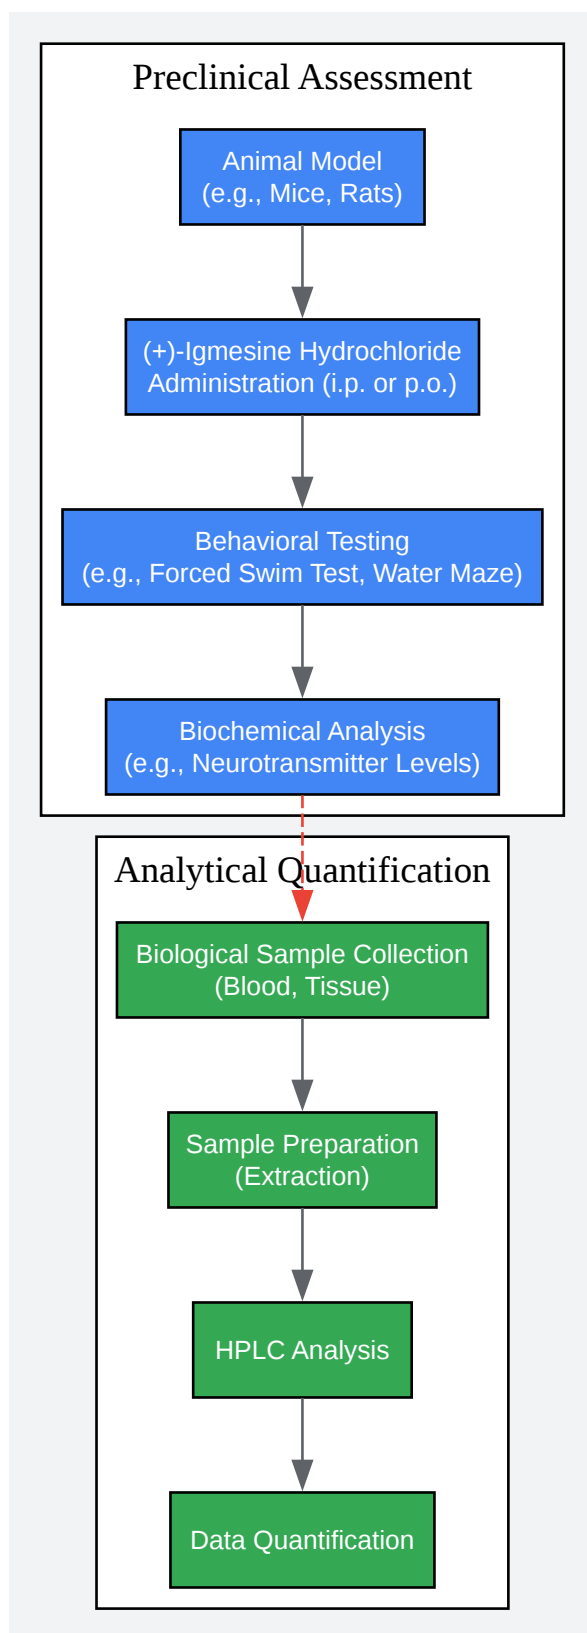 Preclinical Assessment
Animal Model
(e.g., Mice, Rats)
(+)-Igmesine Hydrochloride
Administration (i.p. or p.o.)
Behavioral Testing
(e.g., Forced Swim Test, Water Maze)
Biochemical Analysis
(e.g., Neurotransmitter Levels)
Analytical Quantification
Biological Sample Collection
(Blood, Tissue)
Sample Preparation
(Extraction)
HPLC Analysis
Data Quantification